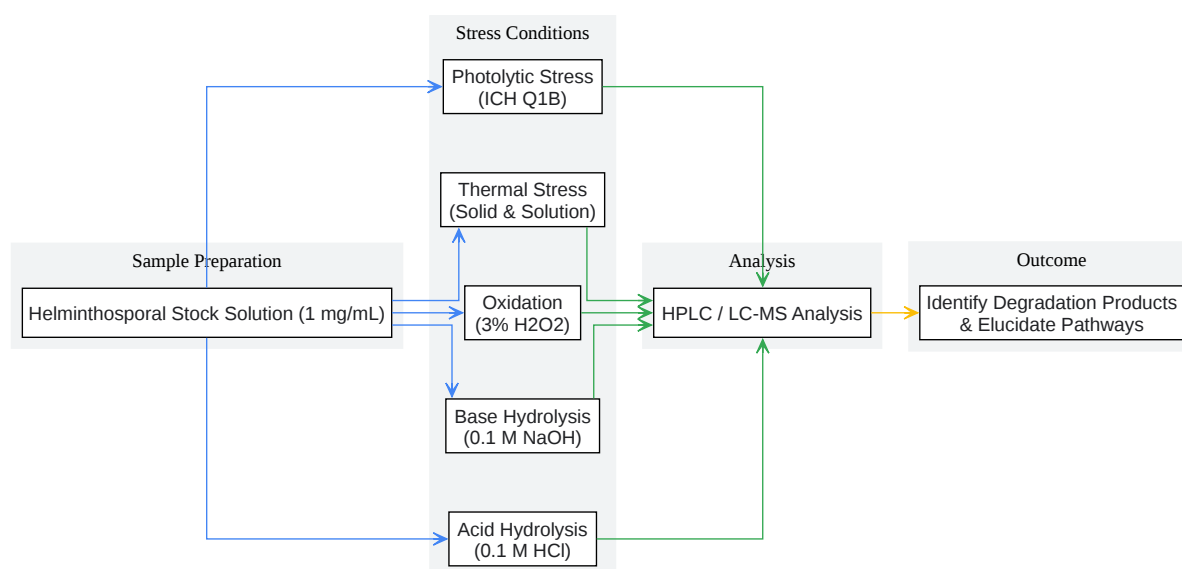 Stress Conditions
Photolytic Stress
(ICH Q1B)
Thermal Stress
(Solid & Solution)
Sample Preparation
Helminthosporal Stock Solution (1 mg/mL)
Oxidation
(3% H2O2)
Base Hydrolysis
(0.1 M NaOH)
Acid Hydrolysis
(0.1 M HCl)
Analysis
HPLC / LC-MS Analysis
Outcome
Identify Degradation Products
& Elucidate Pathways